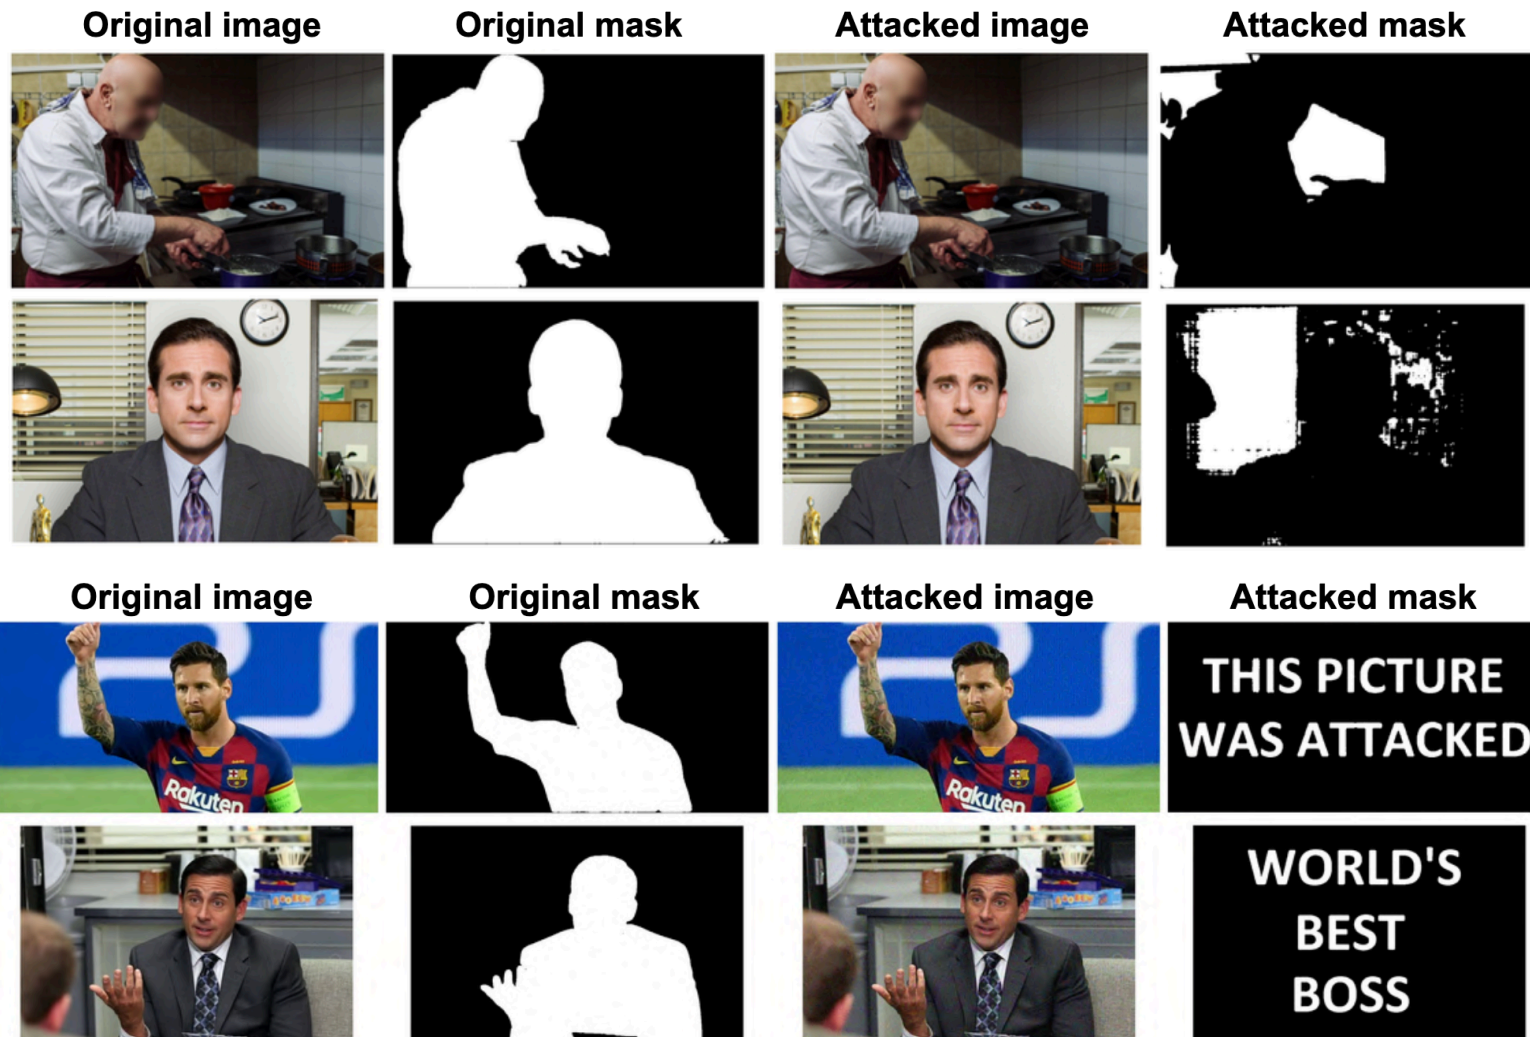 Original image Original mask Attacked image Attacked mask
Original image Original mask Attacked image Attacked mask
Rakuten Rakuten
THIS PICTURE
WAS ATTACKED
WORLD'S
BEST
BOSS